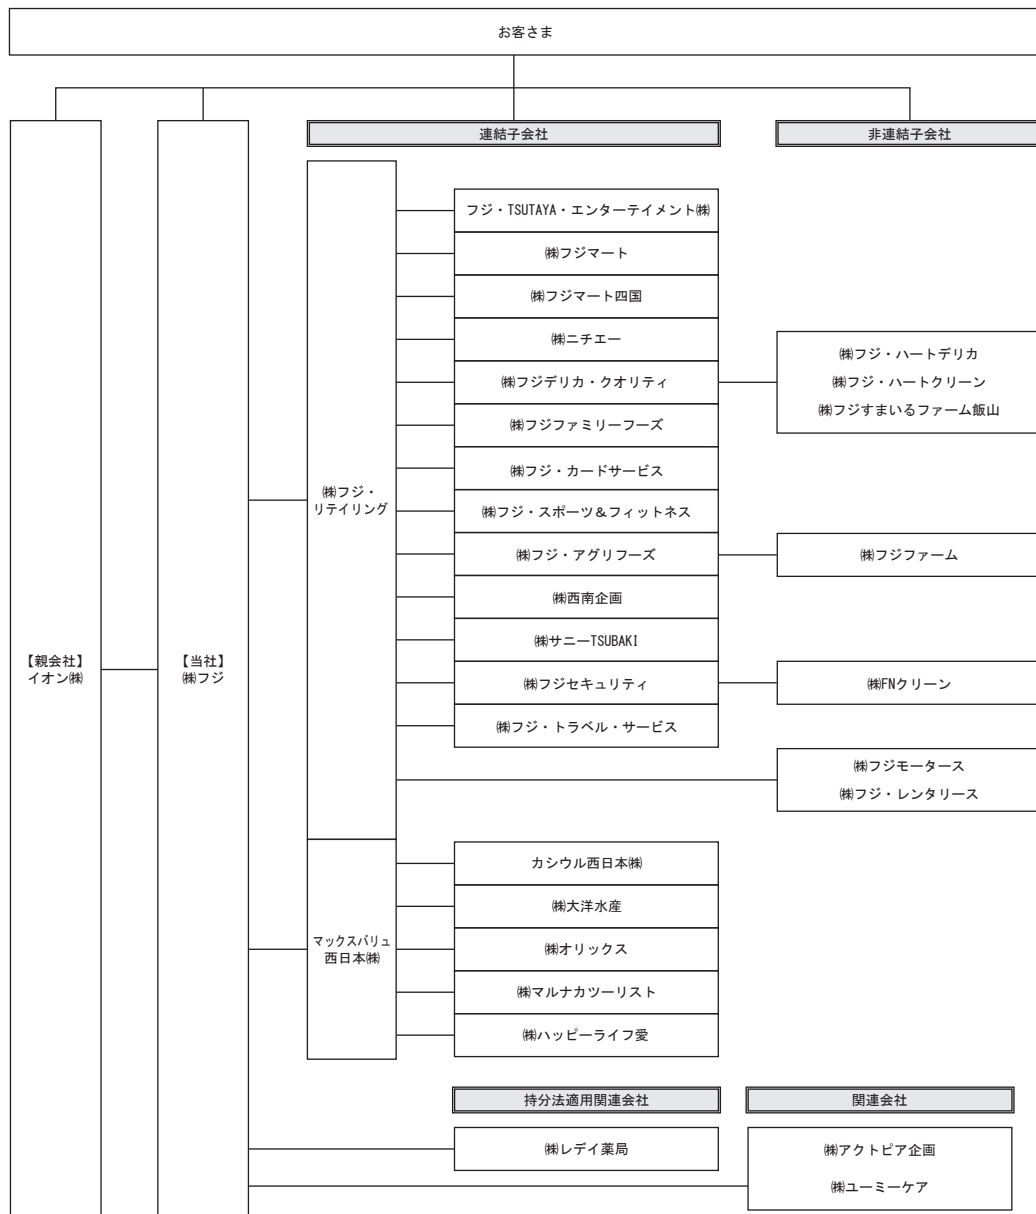 お客さま
連結子会社
非連結子会社
フジ・TSUTAYA・エンターテイメント㈱
㈱フジマート
㈱フジマート四国
㈱ニチエー
㈱フジデリカ・クオリティ
㈱フジ・ハートデリカ
㈱フジ・ハートクリーン
㈱フジすまいるファーム飯山
㈱フジファミリーフーズ
㈱フジ・カードサービス
㈱フジ・
リテイリング
㈱フジ・スポーツ＆フィットネス
㈱フジ・アグリフーズ
㈱フジファーム
㈱西南企画
㈱サニーTSUBAKI
【親会社】
イオン㈱
【当社】
㈱フジ
㈱フジセキュリティ
㈱FNクリーン
㈱フジ・トラベル・サービス
㈱フジモータース
㈱フジ・レンタリース
カシウル西日本㈱
㈱大洋水産
マックスバリュ
西日本㈱
㈱オリックス
㈱マルナカツーリスト
㈱ハッピーライフ愛
持分法適用関連会社
関連会社
㈱レデイ薬局
㈱アクトピア企画
㈱ユーミーケア